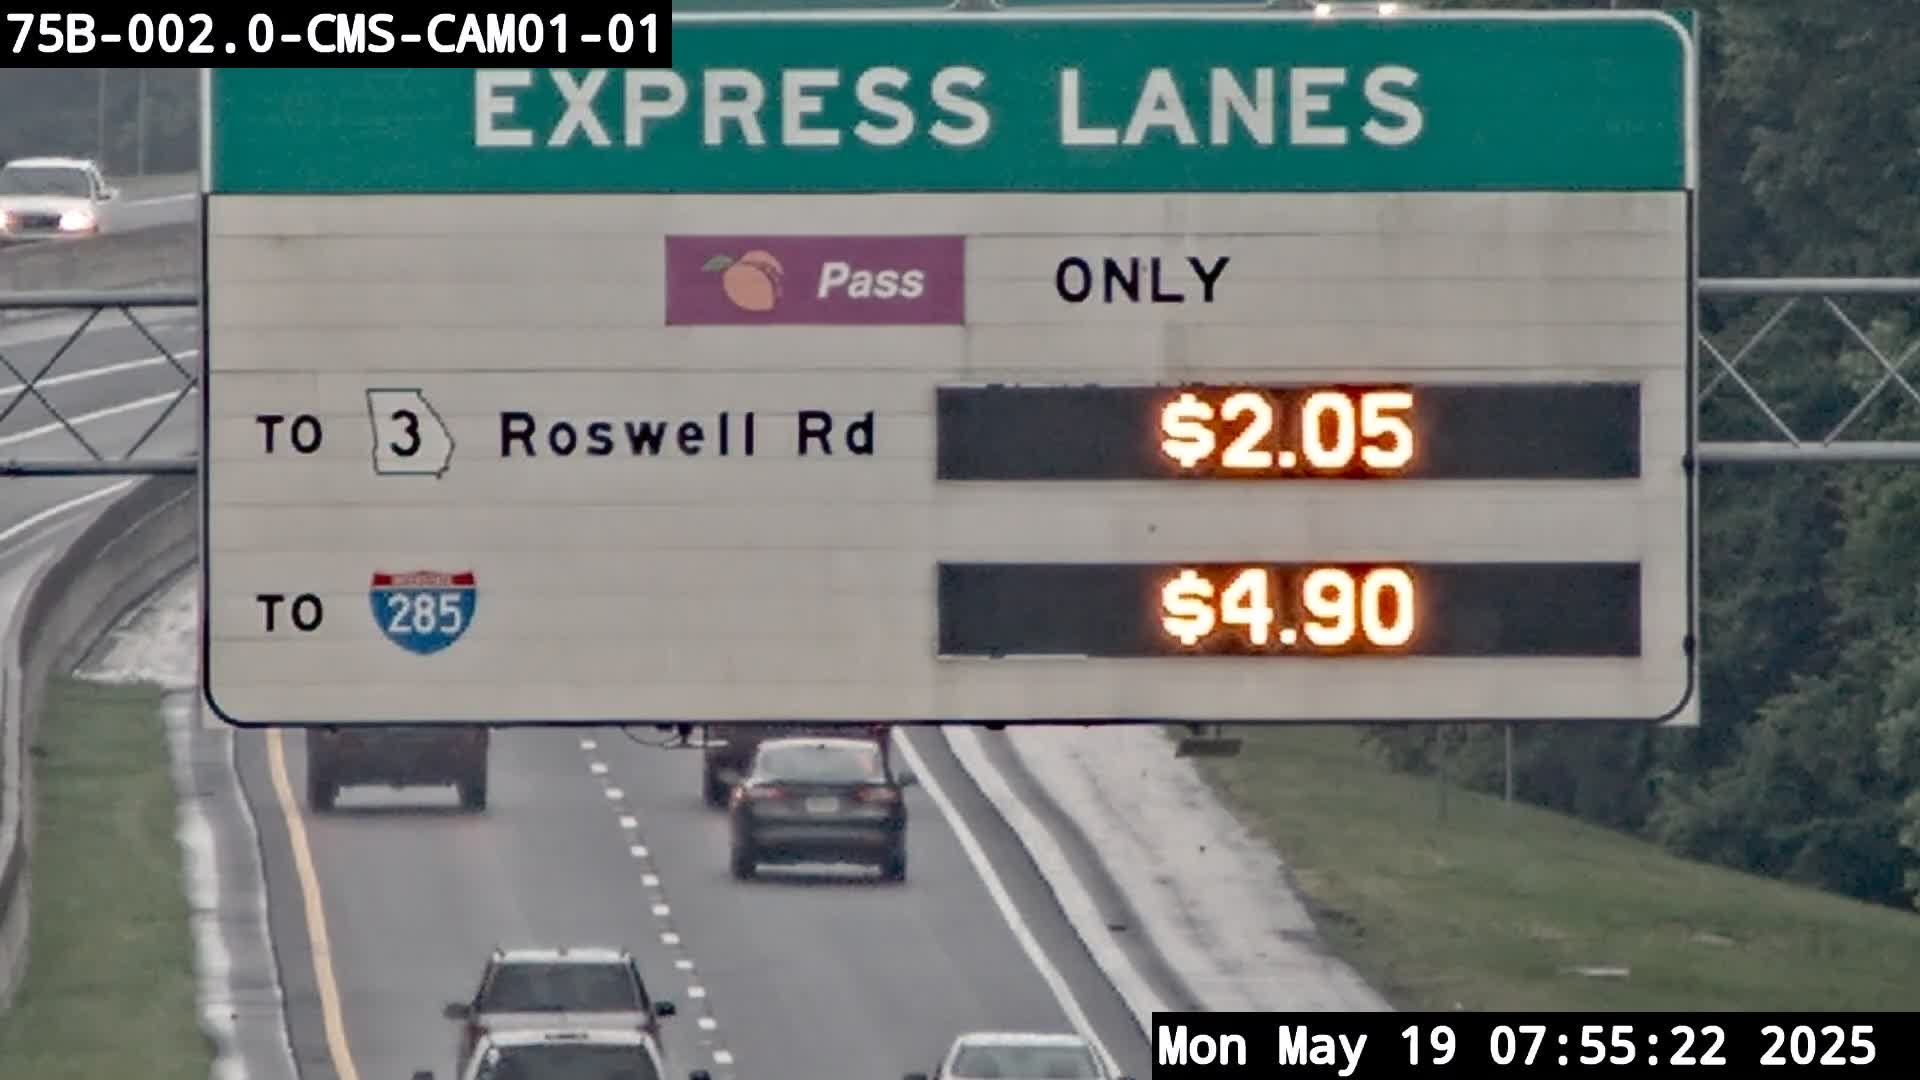 75B-002.0-CMS-CAM01-01
EXPRESS LANES
Pass ONLY
TO 3 Roswell Rd $2.05
TO 285 $4.90
Mon May 19 07:55:22 2025